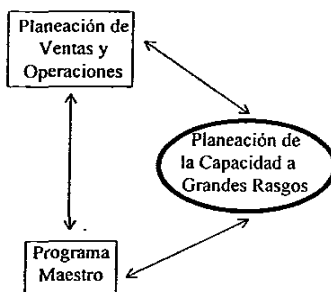 Planeación de
Ventas y
Operaciones
Planeación de
la Capacidad a
Grandes Rasgos
Programa
Maestro